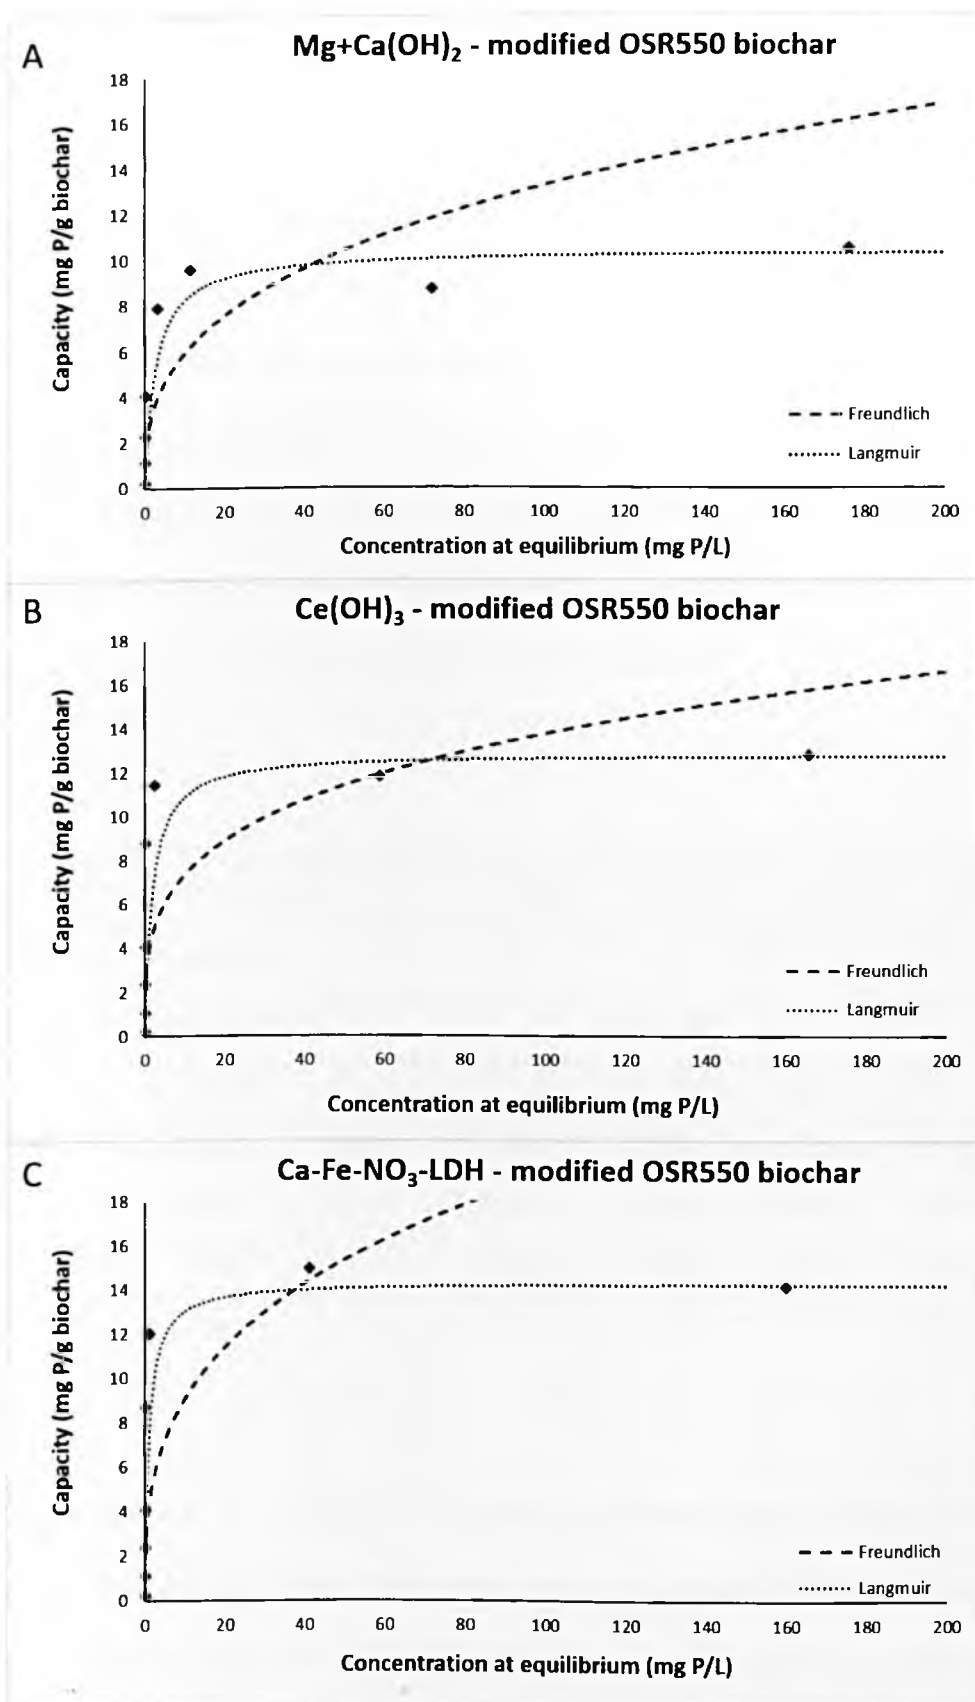 A
Mg+Ca(OH)₂ - modified OSR550 biochar
Capacity (mg P/g biochar)
18
16
14
12
10
8
6
4
2
0
0 20 40 60 80 100 120 140 160 180 200
Freundlich
Langmuir
Concentration at equilibrium (mg P/L)
B
Ce(OH)₃ - modified OSR550 biochar
Capacity (mg P/g biochar)
18
16
14
12
10
8
6
4
2
0
0 20 40 60 80 100 120 140 160 180 200
Freundlich
Langmuir
Concentration at equilibrium (mg P/L)
C
Ca-Fe-NO₃-LDH - modified OSR550 biochar
Capacity (mg P/g biochar)
18
16
14
12
10
8
6
4
2
0
0 20 40 60 80 100 120 140 160 180 200
Freundlich
Langmuir
Concentration at equilibrium (mg P/L)